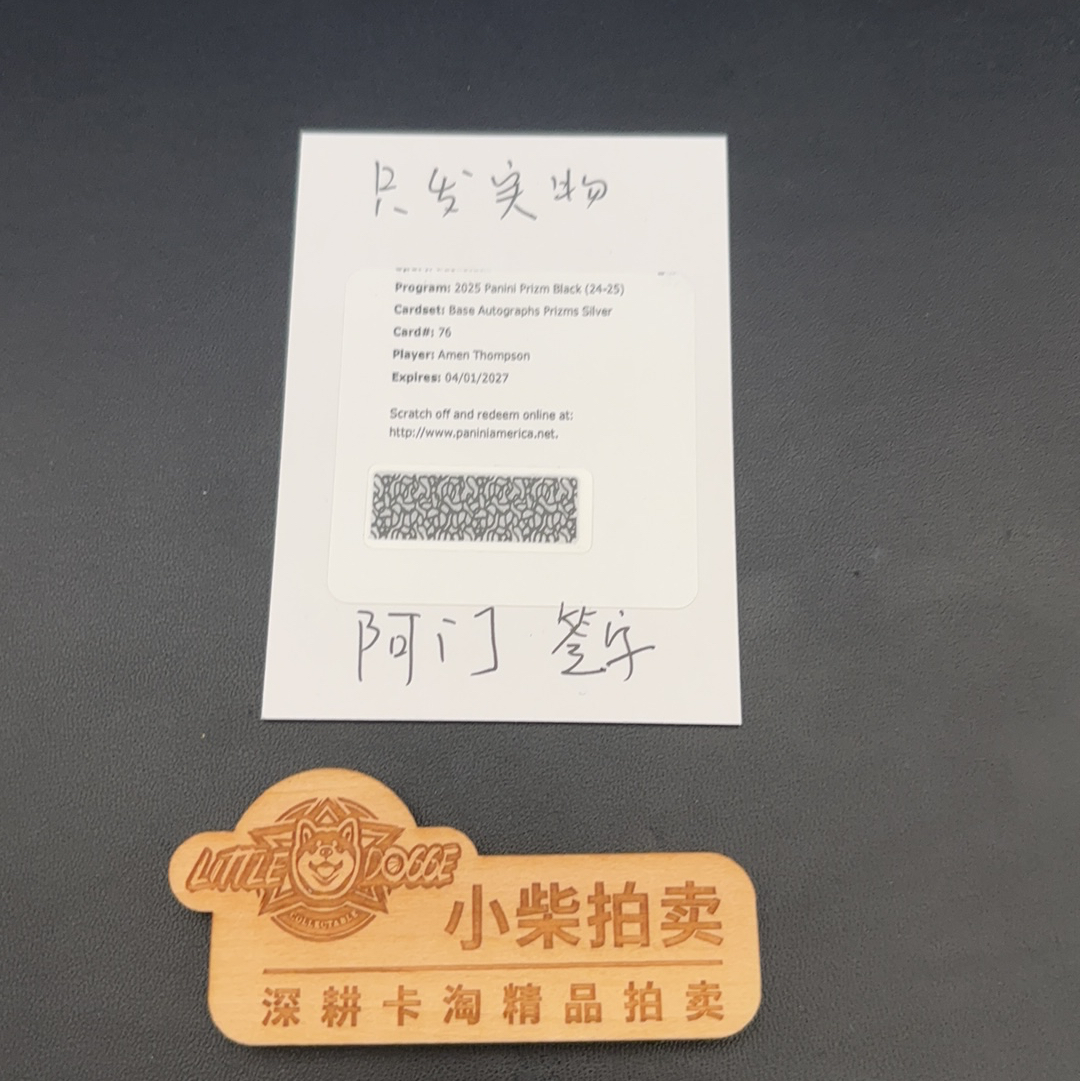 只发实物
Program: 2025 Panini Prizm Black (24-25)
Cardset: Base Autographs Prizms Silver
Card#: 76
Player: Amen Thompson
Expires: 04/01/2027
Scratch off and redeem online at:
http://www.paniniamerica.net.
阿门 签字
LITTLE DOGGE
COLLECTABLE
小柴拍卖
深耕卡淘精品拍卖